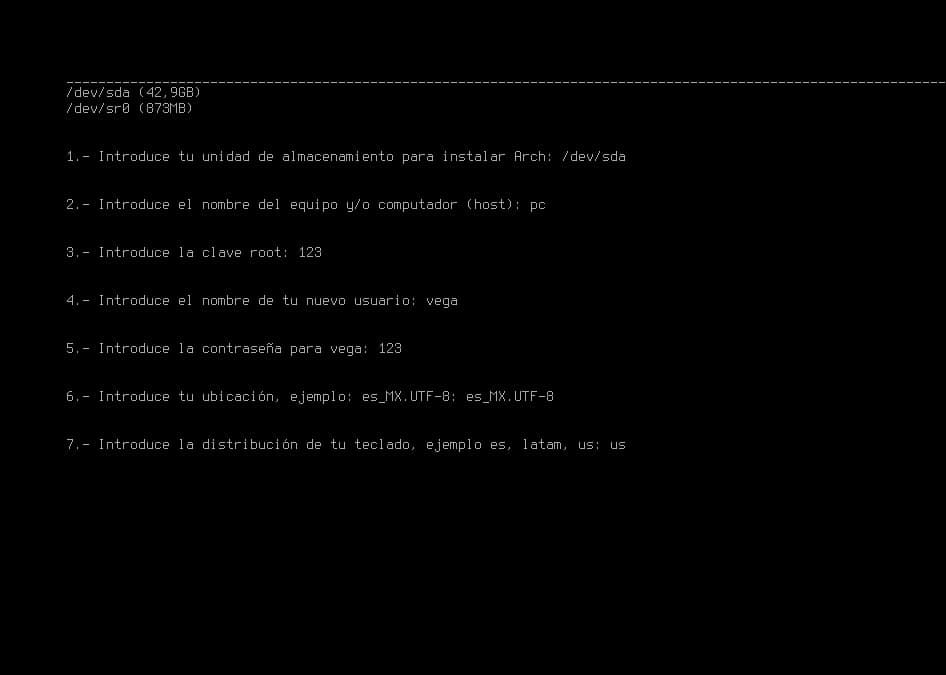 /dev/sda (42,9GB)
/dev/sr0 (873MB)
1.- Introduce tu unidad de almacenamiento para instalar Arch: /dev/sda
2.- Introduce el nombre del equipo y/o computador (host): pc
3.- Introduce la clave root: 123
4.- Introduce el nombre de tu nuevo usuario: vega
5.- Introduce la contraseña para vega: 123
6.- Introduce tu ubicación, ejemplo: es_MX.UTF-8: es_MX.UTF-8
7.- Introduce la distribución de tu teclado, ejemplo es, latam, us: us